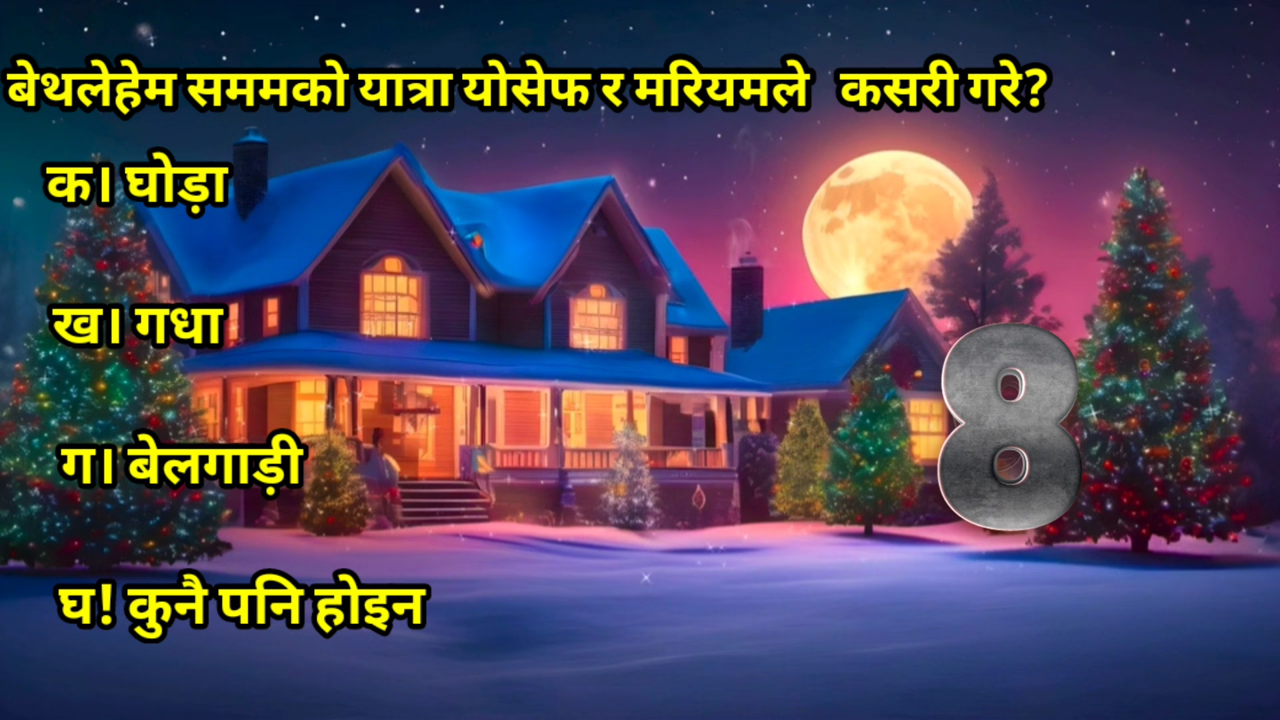 बेथलेहेम सममको यात्रा योसेफ र मरियमले कसरी गरे?
क। घोड़ा
ख। गधा
8
ग। बेलगाड़ी
घ! कुनै पनि होइन